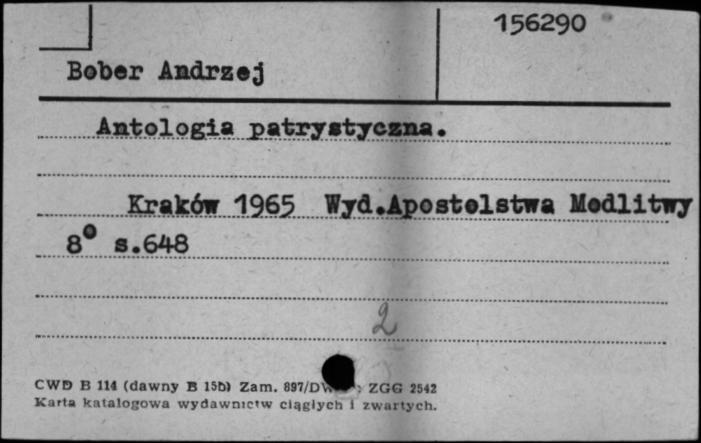 156290
Bober Andrzej
Antologia patrystyczna.
Kraków 1965 Wyd.Apostolstwa Modlitwy
8° s.648
2
CWD B 114 (dawny B 15b) Zam. 897/ ZGG 2542
Karta katalogowa wydawnictw ciągłych i zwartych.